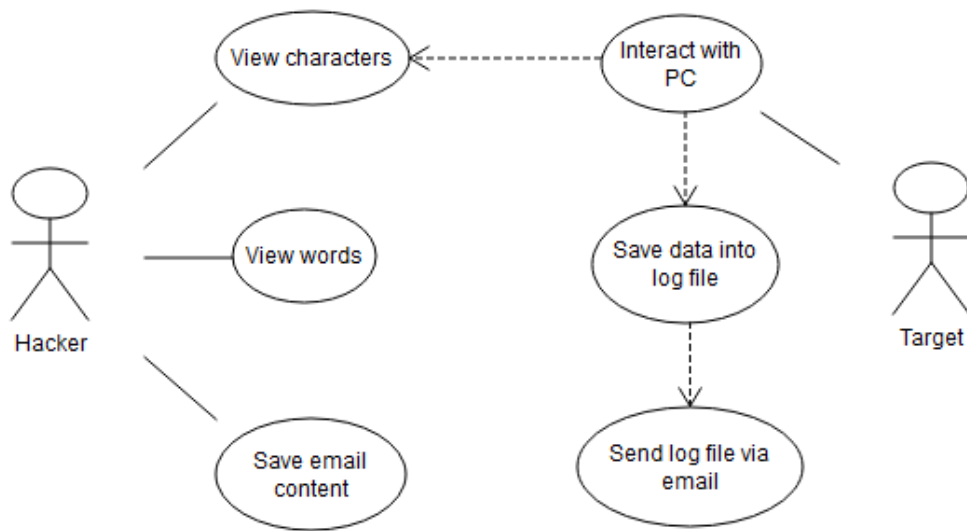 View characters
Interact with
PC
View words
Save data into
log file
Hacker
Target
Save email
content
Send log file via
email